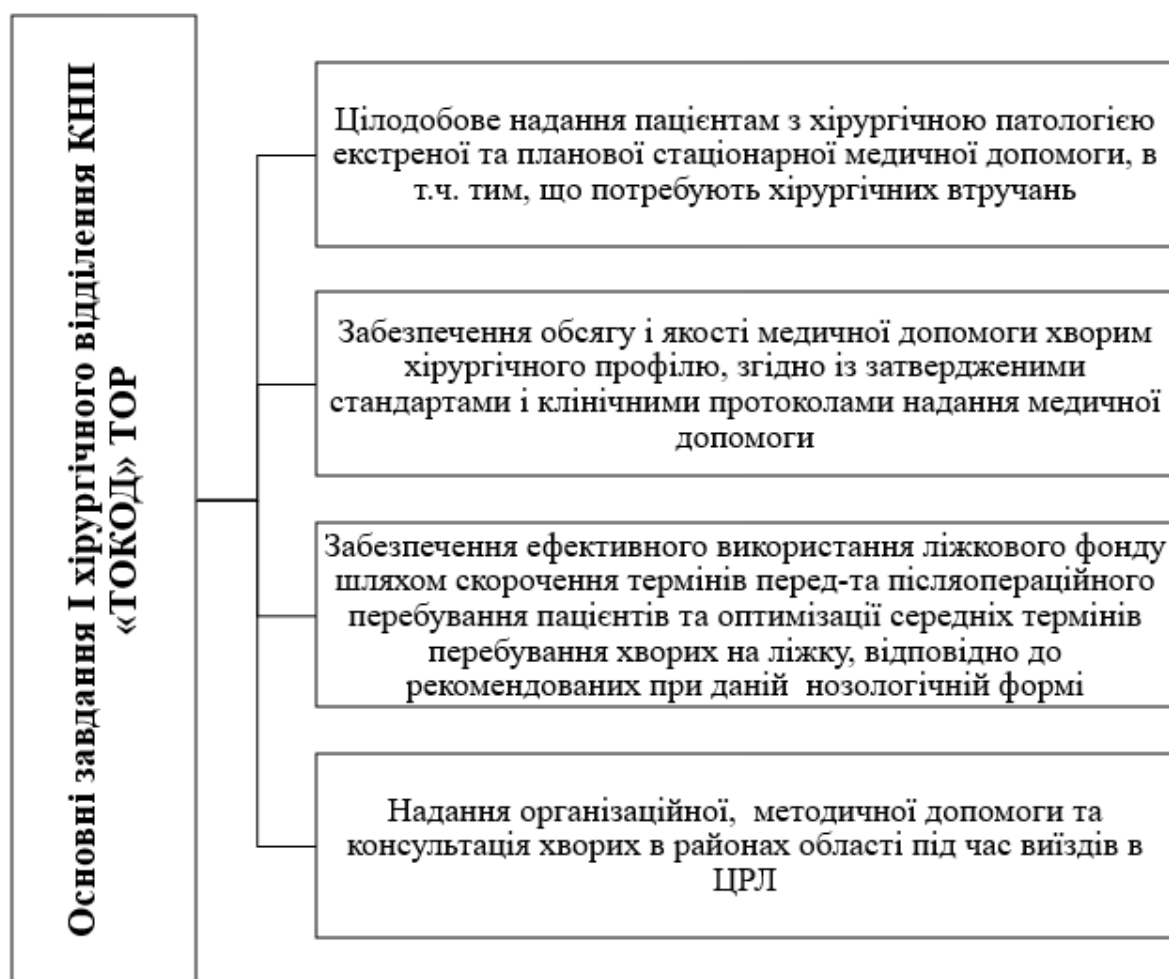 Основні завдання І хірургічного відділення КНП
«ТОКОД» ТОР
Цілодобове надання пацієнтам з хірургічною патологією
екстреної та планової стаціонарної медичної допомоги, в
т.ч. тим, що потребують хірургічних втручань
Забезпечення обсягу і якості медичної допомоги хворим
хірургічного профілю, згідно із затвердженими
стандартами і клінічними протоколами надання медичної
допомоги
Забезпечення ефективного використання ліжкового фонду
шляхом скорочення термінів перед-та післяопераційного
перебування пацієнтів та оптимізації середніх термінів
перебування хворих на ліжку, відповідно до
рекомендованих при даній нозологічній формі
Надання організаційної, методичної допомоги та
консультація хворих в районах області під час виїздів в
ЦРЛ